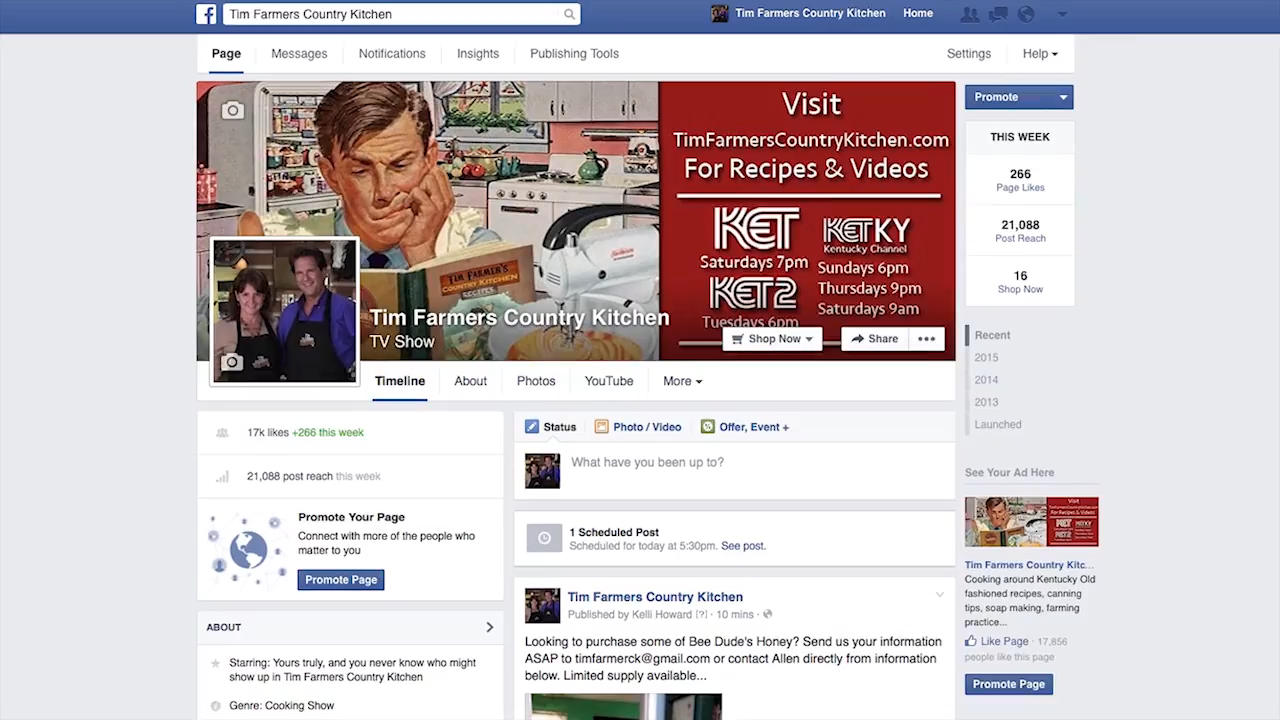 Tim Farmers Country Kitchen
Tim Farmers Country Kitchen
Home
Page
Messages
Notifications
Insights
Publishing Tools
Settings
Help
Visit
TimFarmersCountryKitchen.com
For Recipes & Videos
KET
Saturdays 7pm
KET2
Tuesdays 6pm
KETKY
Kentucky Channel
Sundays 6pm
Thursdays 9pm
Saturdays 9am
TIM FARMER'S
COUNTRY KITCHEN
RECIPES
Tim Farmers Country Kitchen
TV Show
Shop Now
Share
Promote
THIS WEEK
266
Page Likes
21,088
Post Reach
16
Shop Now
Recent
2015
2014
2013
Launched
Timeline
About
Photos
YouTube
More
17k likes +266 this week
21,088 post reach this week
Promote Your Page
Connect with more of the people who
matter to you
Promote Page
ABOUT
Starring: Yours truly, and you never know who might
show up in Tim Farmers Country Kitchen
Genre: Cooking Show
Status
Photo / Video
Offer, Event +
What have you been up to?
1 Scheduled Post
Scheduled for today at 5:30pm. See post.
Tim Farmers Country Kitchen
Published by Kelli Howard [?] · 10 mins ·
Looking to purchase some of Bee Dude's Honey? Send us your information
ASAP to timfarmerck@gmail.com or contact Allen directly from information
below. Limited supply available...
See Your Ad Here
Tim Farmers Country Kitc...
Cooking around Kentucky Old
fashioned recipes, canning
tips, soap making, farming
practice...
Like Page · 17,856
people like this page
Promote Page